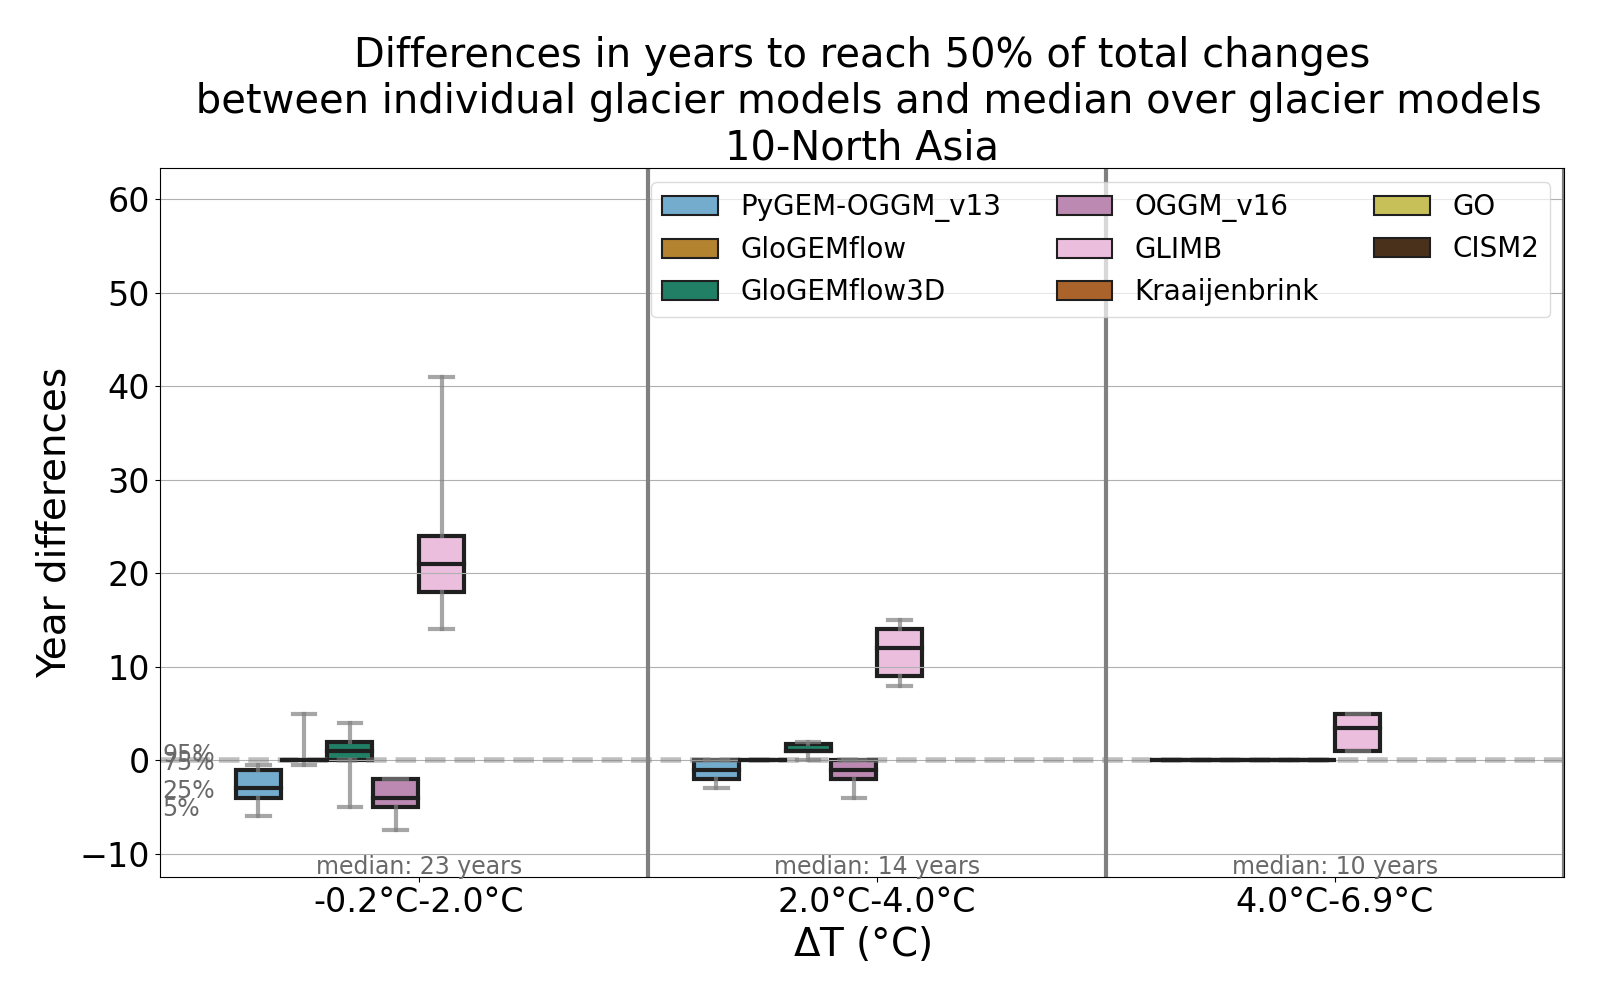 Differences in years to reach 50% of total changes
between individual glacier models and median over glacier models
10-North Asia
PyGEM-OGGM_v13
GloGEMflow
GloGEMflow3D
OGGM_v16
GLIMB
Kraaijenbrink
GO
CISM2
Year differences
60
50
40
30
20
10
0
−10
95%
75%
25%
5%
median: 23 years
median: 14 years
median: 10 years
-0.2°C-2.0°C
2.0°C-4.0°C
4.0°C-6.9°C
ΔT (°C)